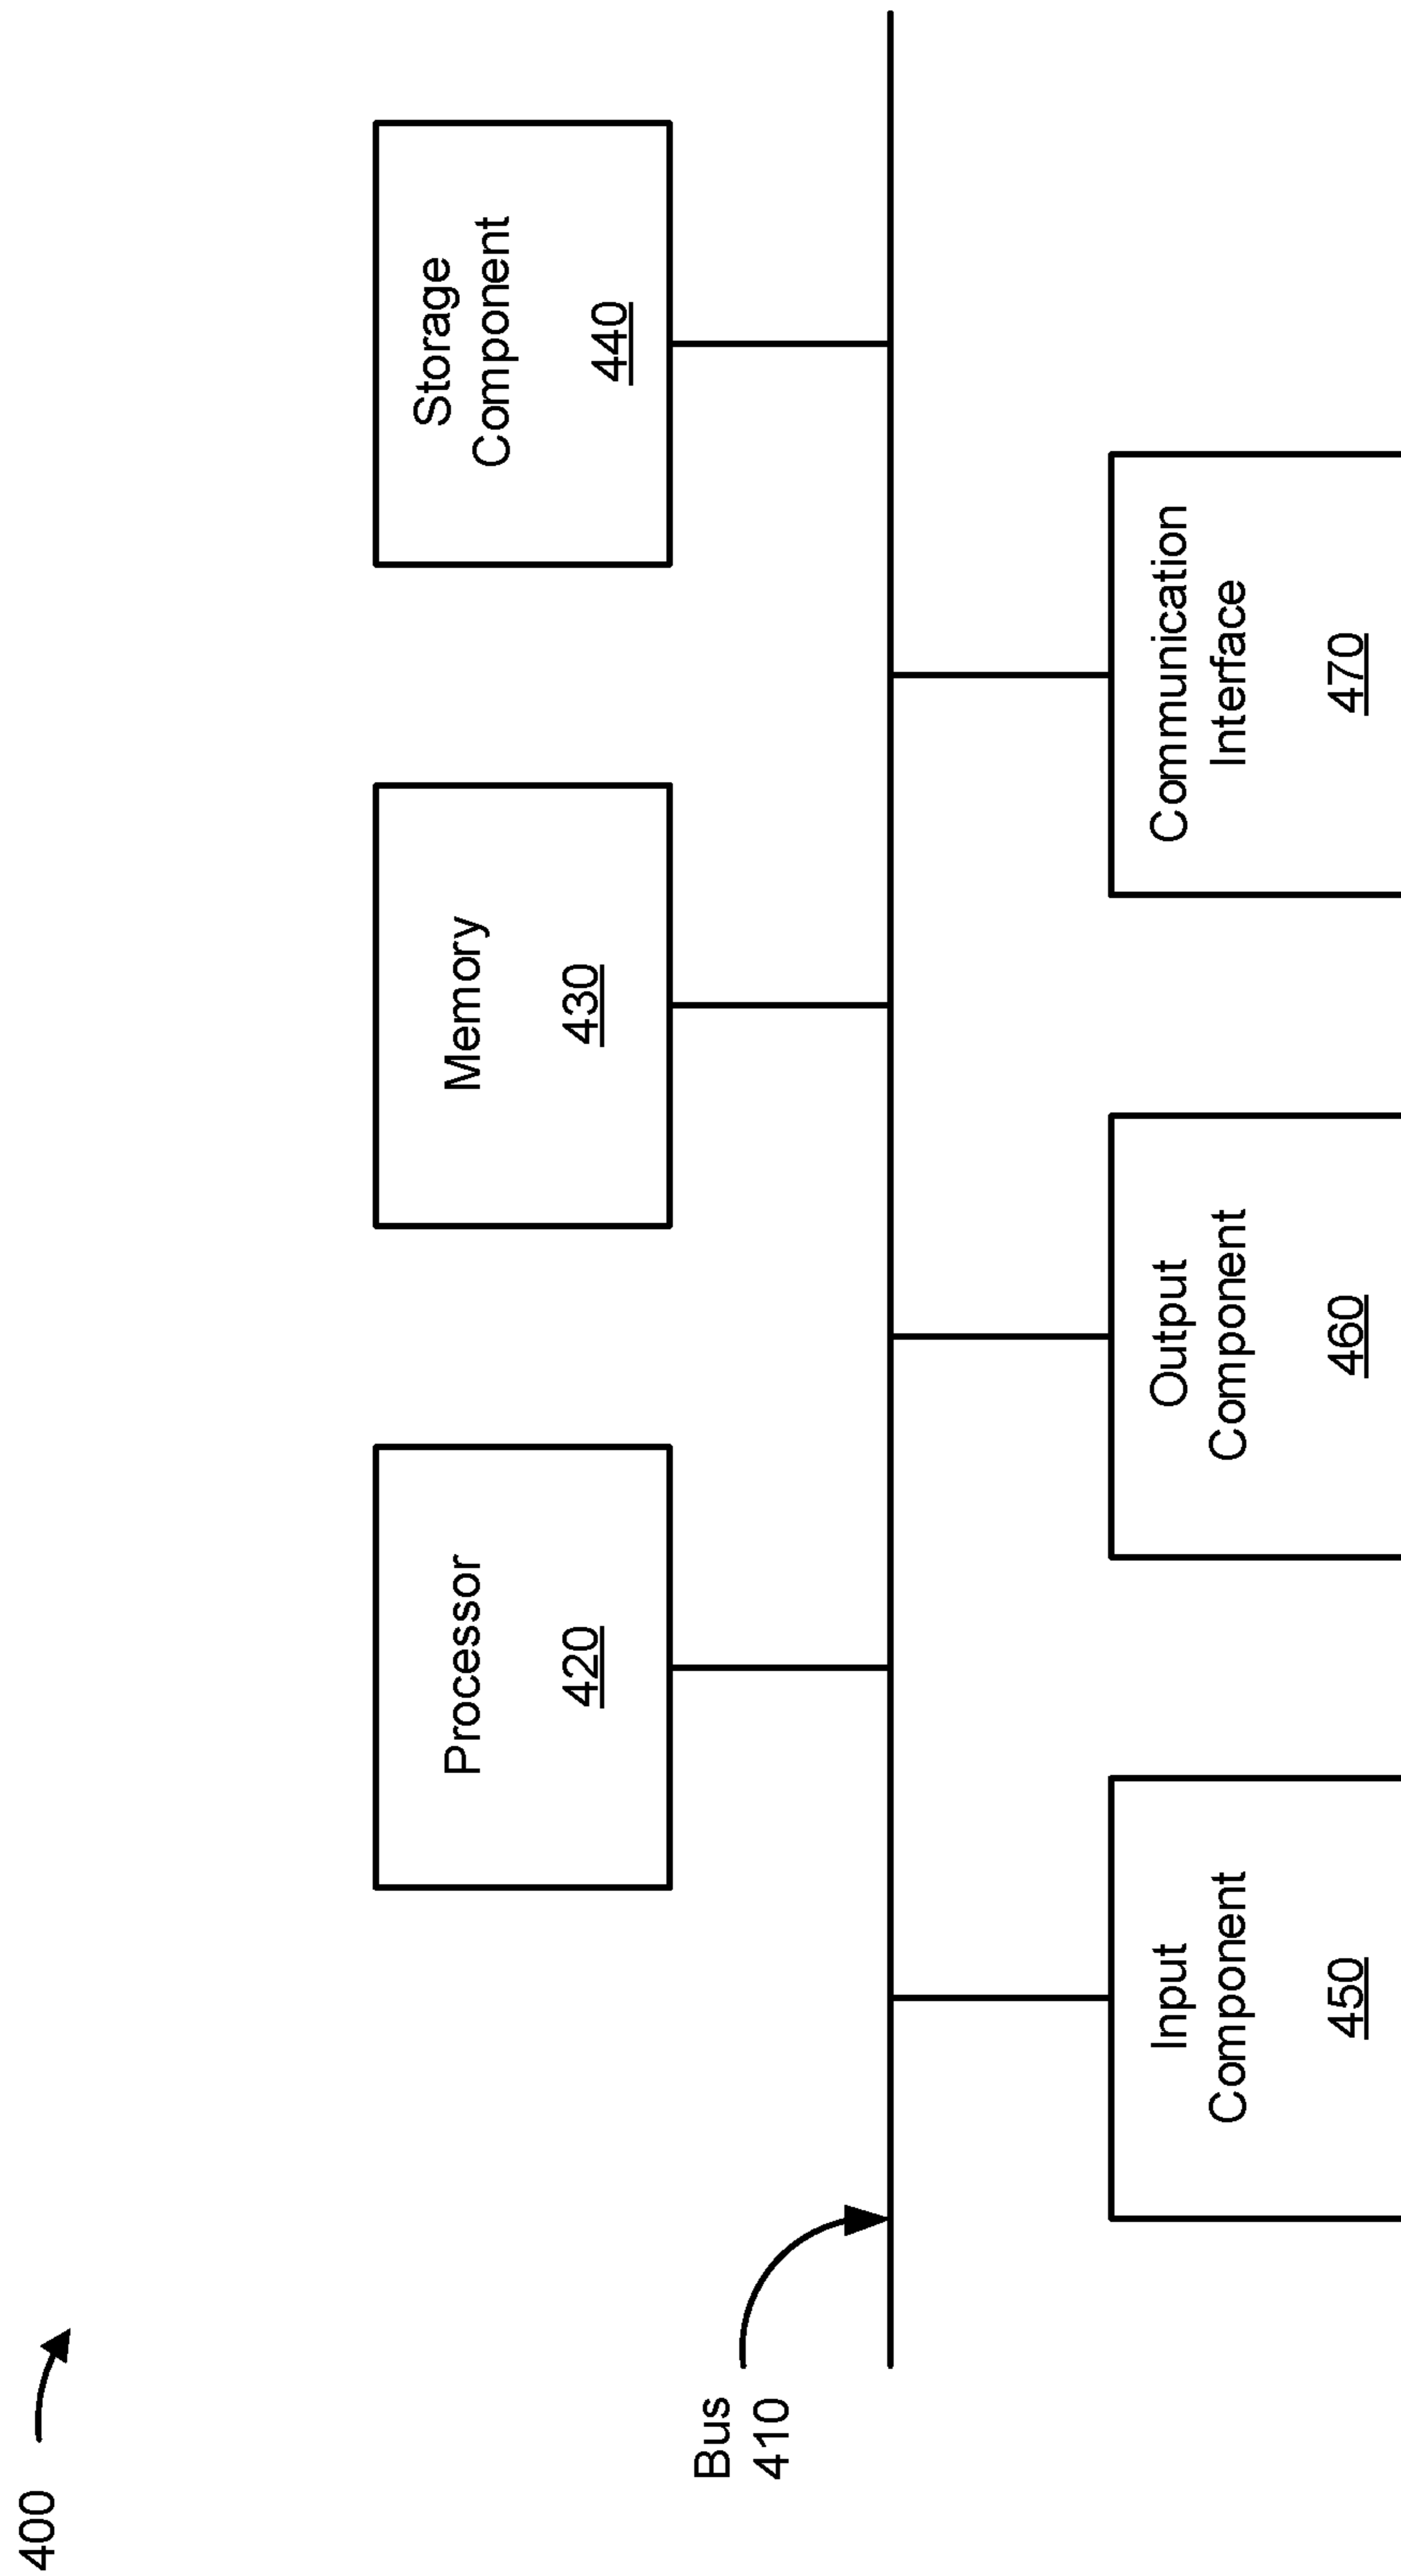 400
Processor
420
Memory
430
Storage
Component
440
Bus
410
Input
Component
450
Output
Component
460
Communication
Interface
470